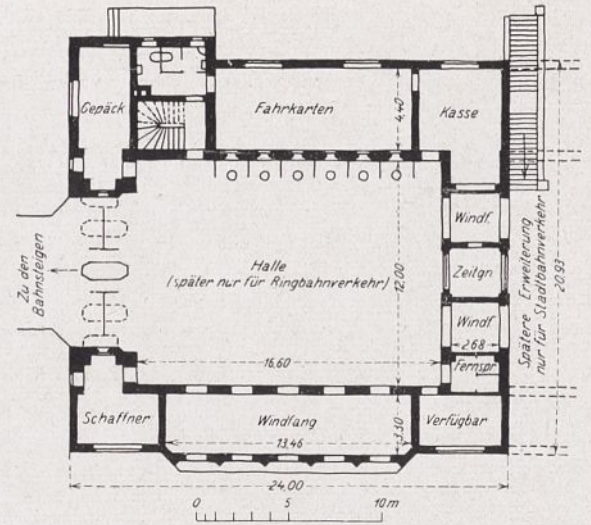 Gepäck
Fahrkarten
4,40
Kasse
Windf.
Zeitgn
Windf
2,68
Fernspr
Zu den
Bahnsteigen
Halle
(später nur für Ringbahnverkehr)
12,00
16,60
Spätere Erweiterung
nur für Stadtbahnverkehr
20,93
Schaffner
Windfang
13,46
3,30
Verfügbar
24,00
0 5 10 m